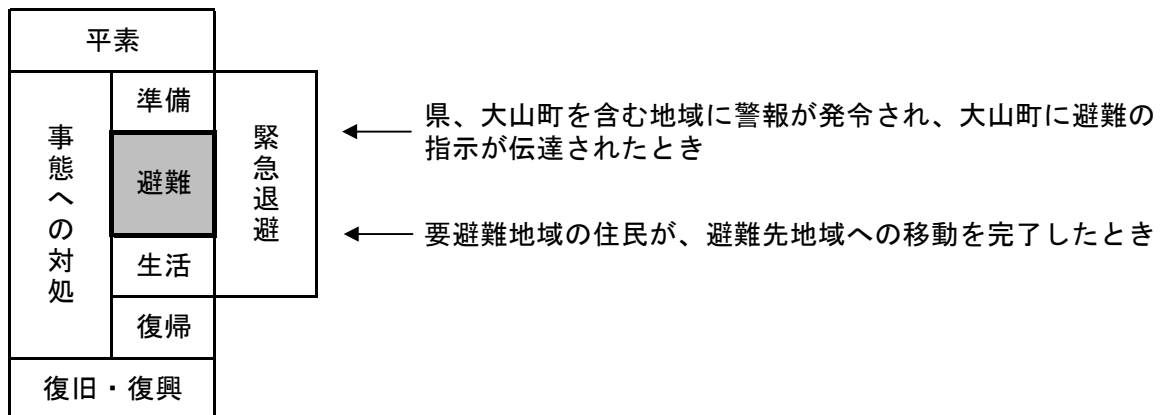 平素
事態への対処
準備
避難
生活
復帰
緊急退避
復旧・復興
県、大山町を含む地域に警報が発令され、大山町に避難の
指示が伝達されたとき
要避難地域の住民が、避難先地域への移動を完了したとき